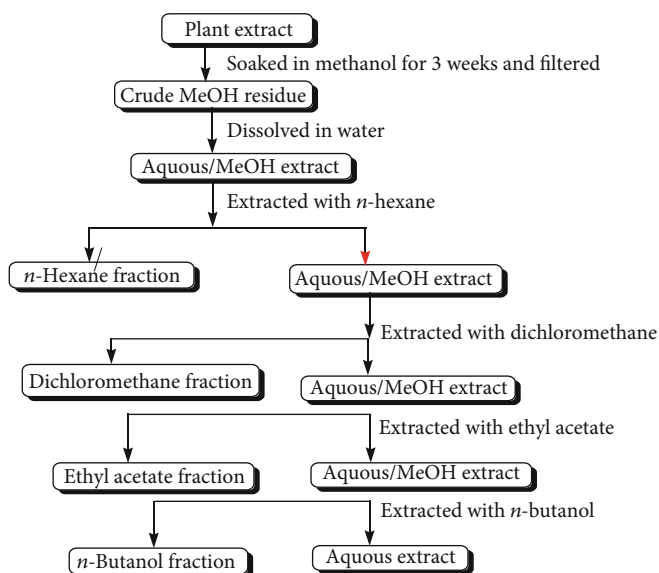 Plant extract
Soaked in methanol for 3 weeks and filtered
Crude MeOH residue
Dissolved in water
Aquous/MeOH extract
Extracted with n-hexane
n-Hexane fraction
Aquous/MeOH extract
Extracted with dichloromethane
Dichloromethane fraction
Aquous/MeOH extract
Extracted with ethyl acetate
Ethyl acetate fraction
Aquous/MeOH extract
Extracted with n-butanol
n-Butanol fraction
Aquous extract